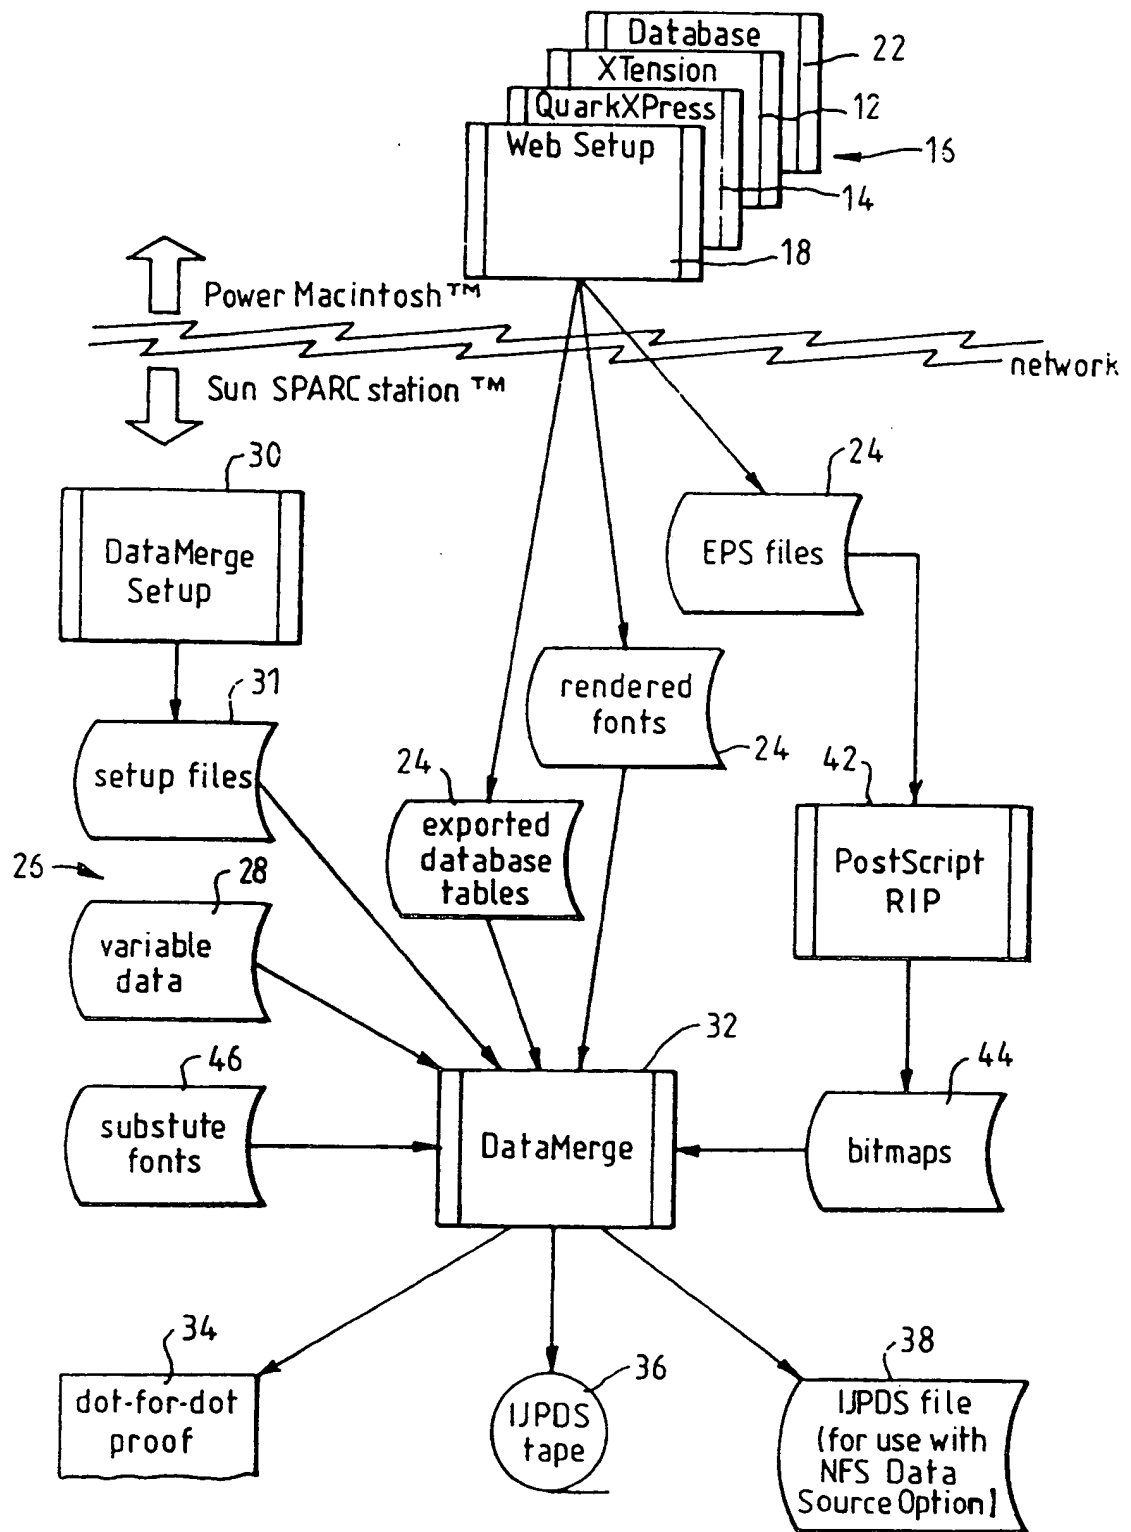 Database
22
XTension
12
QuarkXPress
16
Web Setup
14
18
Power Macintosh™
network
Sun SPARCstation™
30
24
DataMerge
Setup
EPS files
31
rendered
fonts
setup files
24
24
42
exported
database
tables
PostScript
RIP
26
28
variable
data
32
46
44
substute
fonts
DataMerge
bitmaps
34
36
38
dot-for-dot
proof
IJPDS
tape
IJPDS file
(for use with
NFS Data
Source Option)